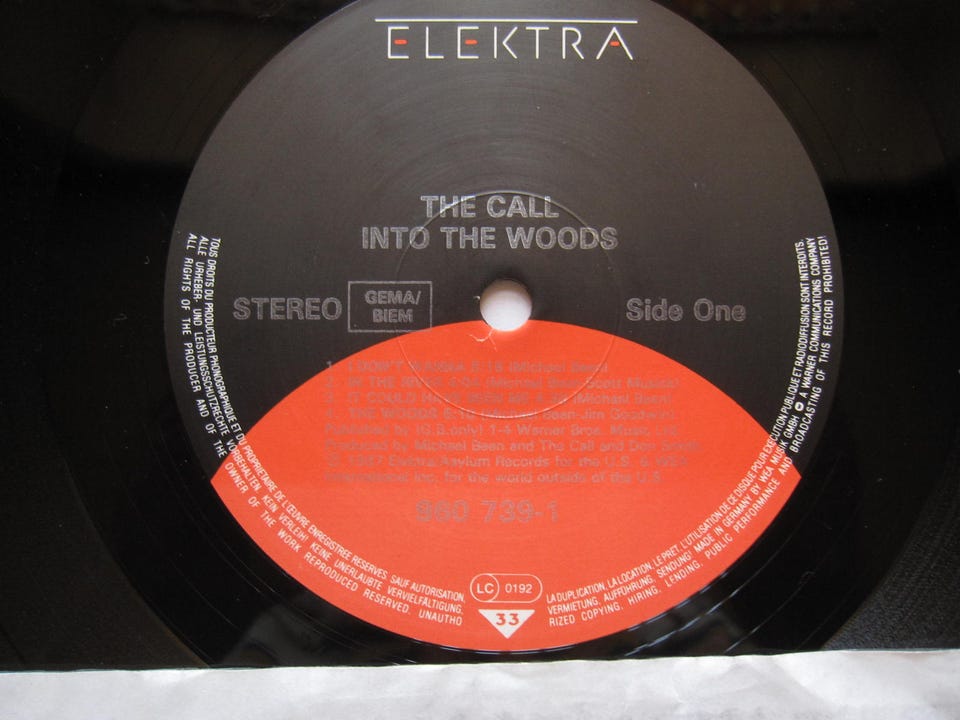 ELEKTRA
THE CALL
INTO THE WOODS
STEREO
GEMA/
BIEM
Side One
1. I DON'T WANNA 5:18 (Michael Been)
2. IN THE RIVER 4:04 (Michael Been-Scott Musick)
3. IT COULD HAVE BEEN ME (Michael Been)
4. THE WOODS (Michael Been-Jim Goodwin)
Published by (G.B.only) 1-4 Warner Bros. Music Ltd.
Produced by Michael Been and The Call and Don Smith
℗ 1987 Elektra/Asylum Records for the U.S. &
International Inc. for the world outside of the U.S.
960 739-1
LC 0192
33
TOUS DROITS DU PRODUCTEUR PHONOGRAPHIQUE ET DU PROPRIETAIRE DE L'ŒUVRE ENREGISTREE RESERVES. SAUF AUTORISATION,
LA DUPLICATION, LA LOCATION, LE PRET, L'UTILISATION DE CE DISQUE POUR EXECUTION PUBLIQUE ET RADIODIFFUSION SONT INTERDITS.
ALLE URHEBER- UND LEISTUNGSSCHUTZRECHTE VORBEHALTEN. KEIN VERLEIH! KEINE UNERLAUBTE VERVIELFÄLTIGUNG,
VERMIETUNG, AUFFÜHRUNG, SENDUNG! MADE IN GERMANY BY WEA MUSIK GMBH A WARNER COMMUNICATIONS COMPANY
ALL RIGHTS OF THE PRODUCER AND OF THE OWNER OF THE WORK REPRODUCED RESERVED. UNAUTHO
RIZED COPYING, HIRING, LENDING, PUBLIC PERFORMANCE AND BROADCASTING OF THIS RECORD PROHIBITED!